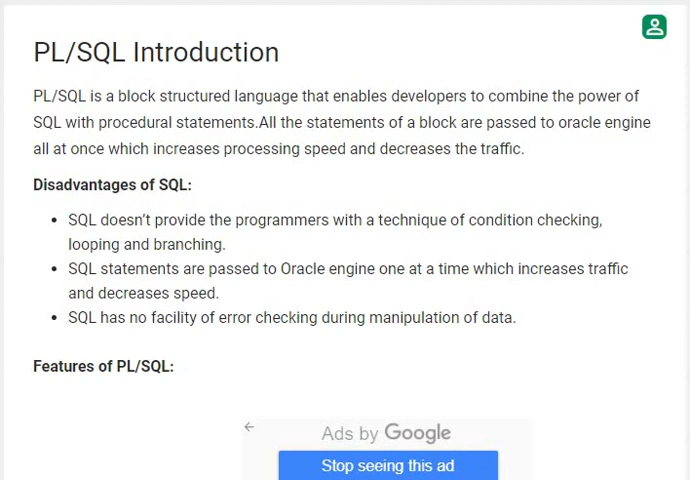 PL/SQL Introduction
PL/SQL is a block structured language that enables developers to combine the power of
SQL with procedural statements.All the statements of a block are passed to oracle engine
all at once which increases processing speed and decreases the traffic.
Disadvantages of SQL:
• SQL doesn’t provide the programmers with a technique of condition checking,
looping and branching.
• SQL statements are passed to Oracle engine one at a time which increases traffic
and decreases speed.
• SQL has no facility of error checking during manipulation of data.
Features of PL/SQL:
Ads by Google
Stop seeing this ad